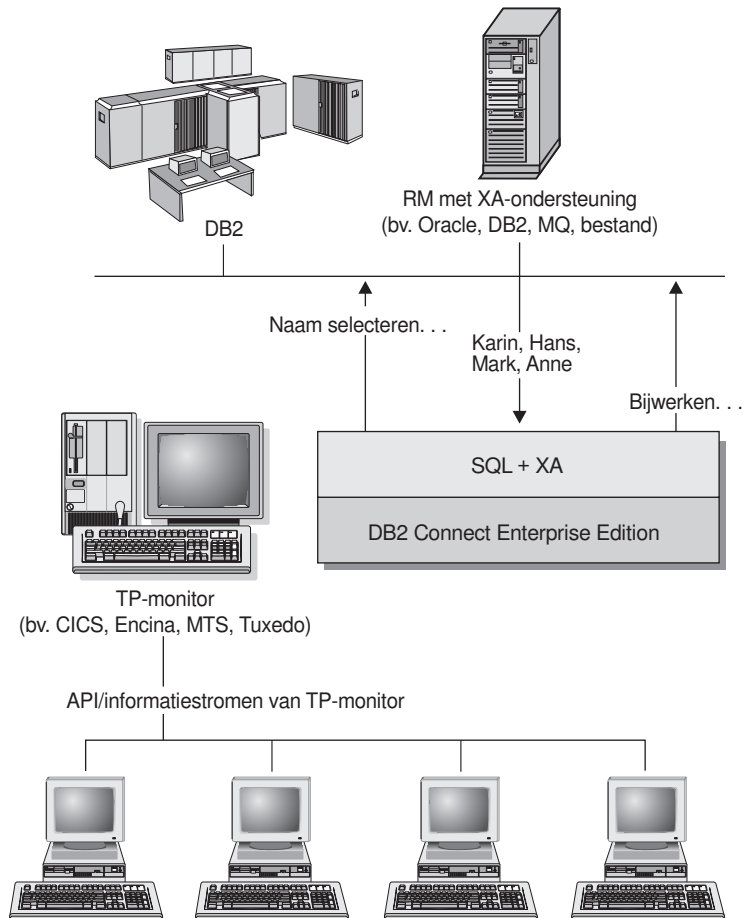 DB2
RM met XA-ondersteuning
(bv. Oracle, DB2, MQ, bestand)
Naam selecteren. . .
Karin, Hans,
Mark, Anne
Bijwerken. . .
SQL + XA
DB2 Connect Enterprise Edition
TP-monitor
(bv. CICS, Encina, MTS, Tuxedo)
API/informatiestromen van TP-monitor